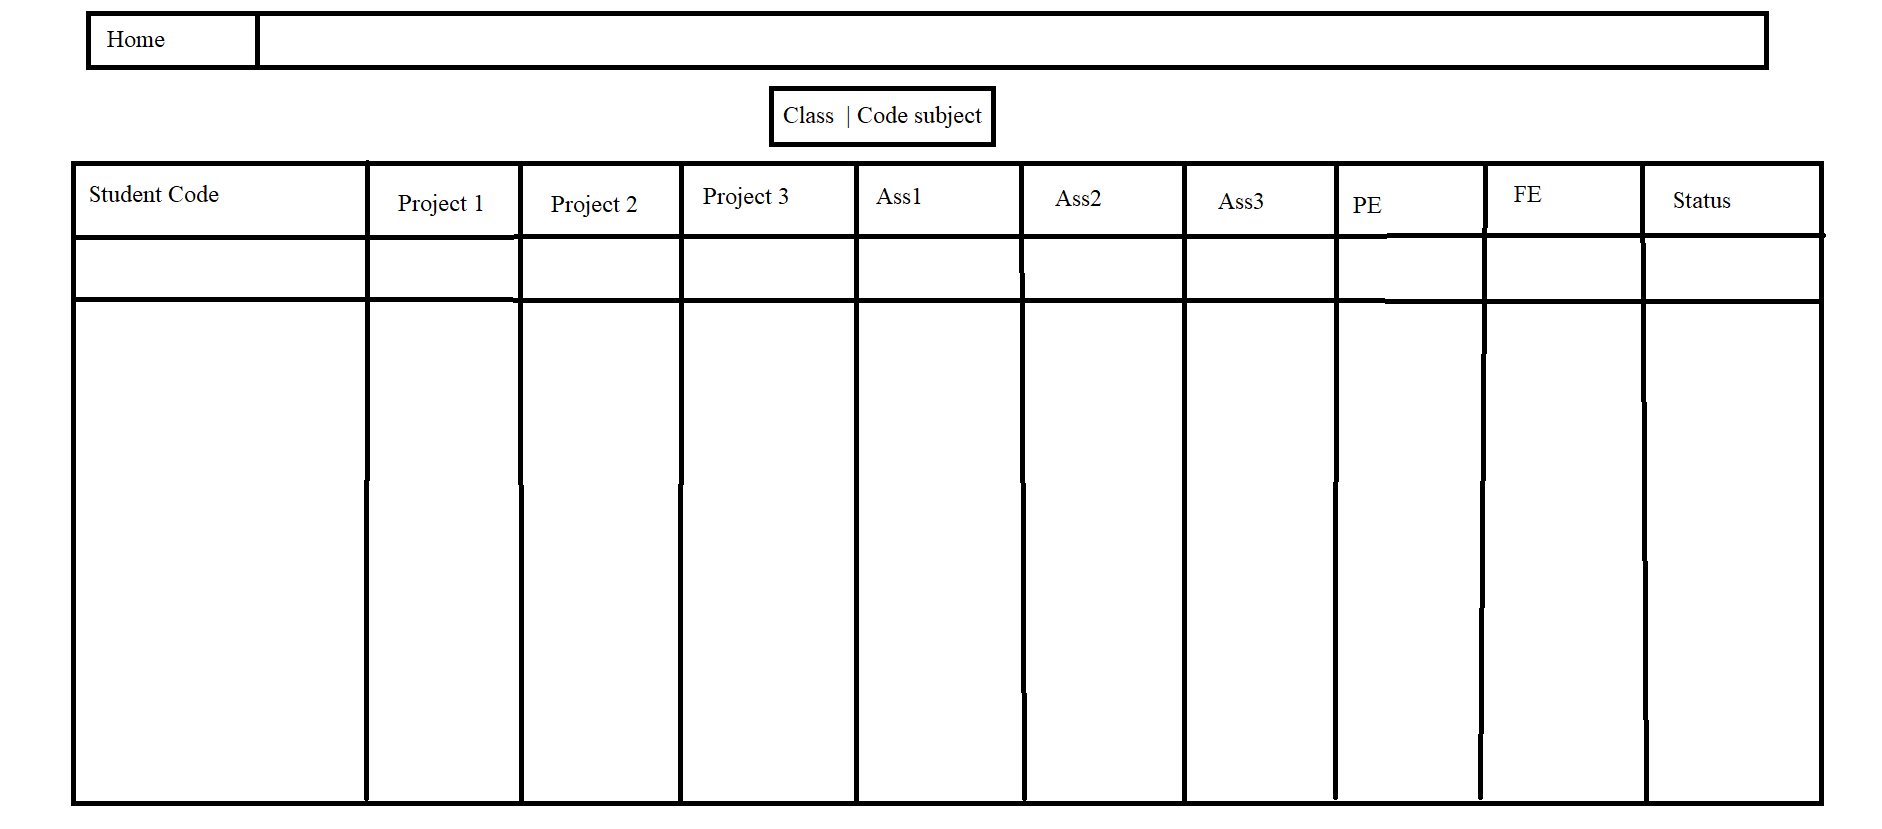 Home
Class | Code subject
Student Code
Project 1
Project 2
Project 3
Ass1
Ass2
Ass3
PE
FE
Status